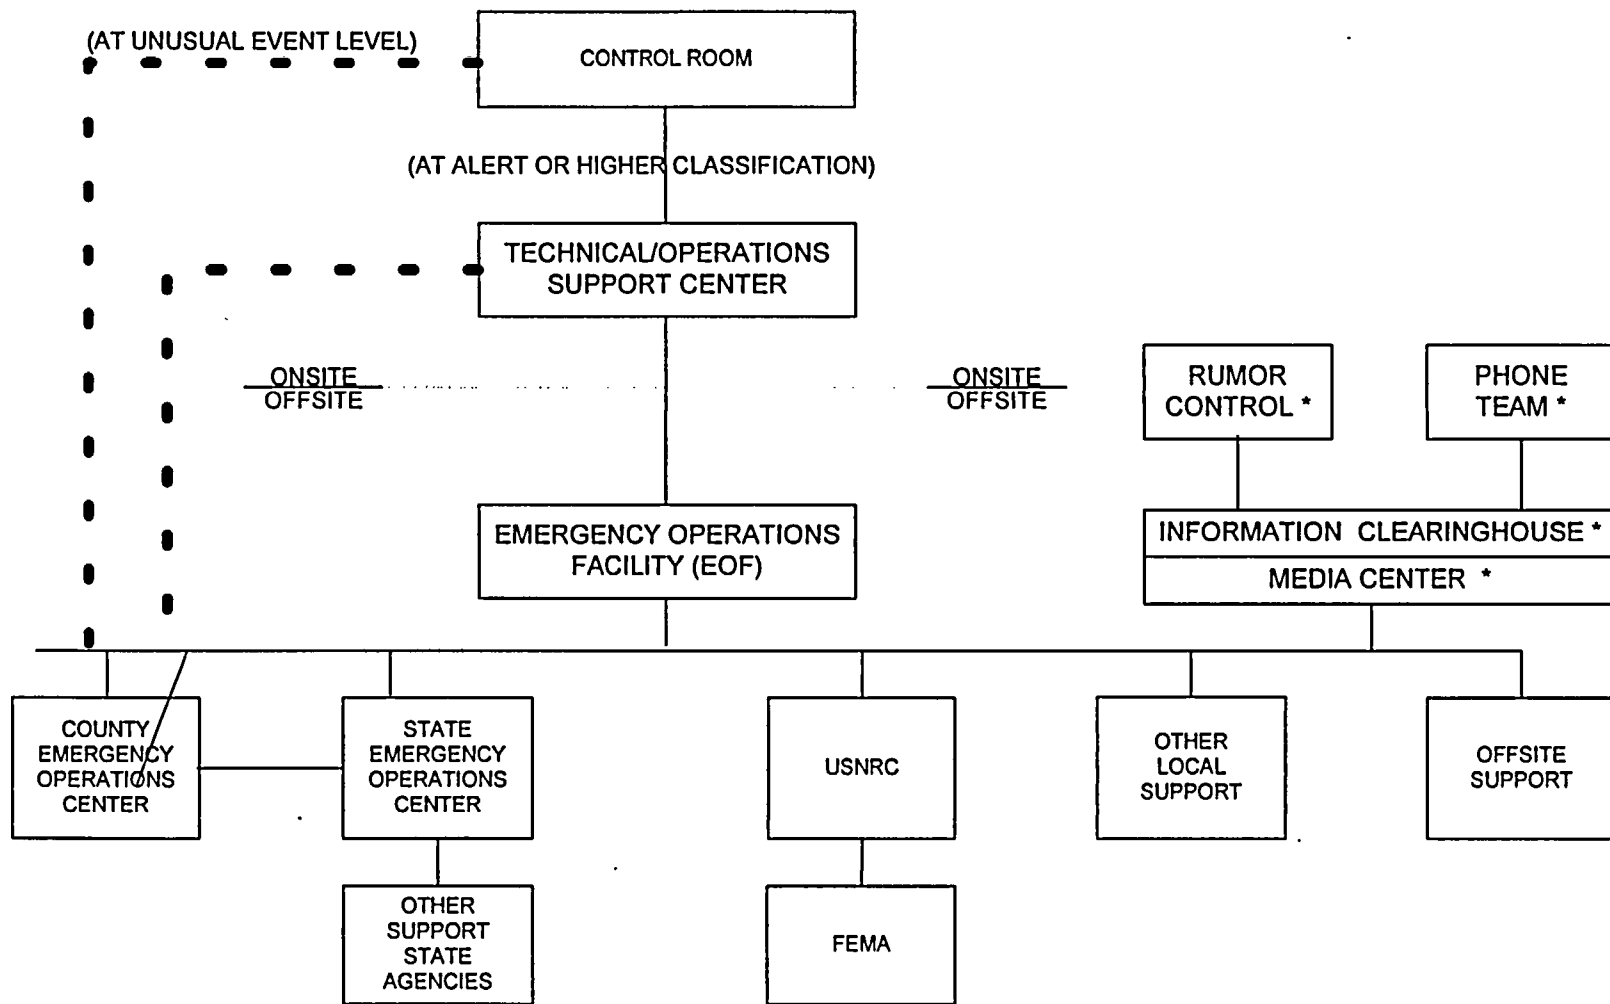 (AT UNUSUAL EVENT LEVEL)
CONTROL ROOM
(AT ALERT OR HIGHER CLASSIFICATION)
TECHNICAL/OPERATIONS
SUPPORT CENTER
ONSITE
OFFSITE
ONSITE
OFFSITE
RUMOR
CONTROL *
PHONE
TEAM *
EMERGENCY OPERATIONS
FACILITY (EOF)
INFORMATION CLEARINGHOUSE *
MEDIA CENTER *
COUNTY
EMERGENCY
OPERATIONS
CENTER
STATE
EMERGENCY
OPERATIONS
CENTER
USNRC
OTHER
LOCAL
SUPPORT
OFFSITE
SUPPORT
OTHER
SUPPORT
STATE
AGENCIES
FEMA